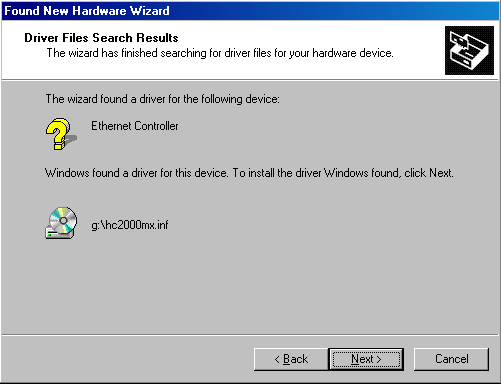 Found New Hardware Wizard
Driver Files Search Results
The wizard has finished searching for driver files for your hardware device.
The wizard found a driver for the following device:
Ethernet Controller
Windows found a driver for this device. To install the driver Windows found, click Next.
g:\hc2000mx.inf
< Back
Next >
Cancel